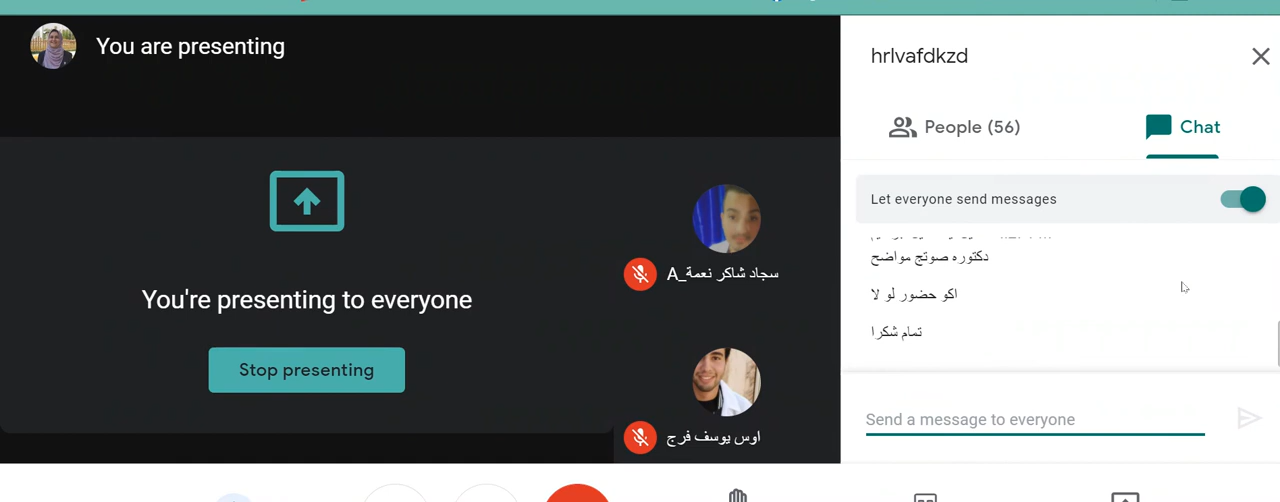 You are presenting
hrlvafdkzd
People (56)
Chat
Let everyone send messages
دكتوره صوتج مواضح
اكو حضور لو لا
تمام شكرا
You're presenting to everyone
Stop presenting
سجاد شاكر نعمة_A
اوس يوسف فرج
Send a message to everyone